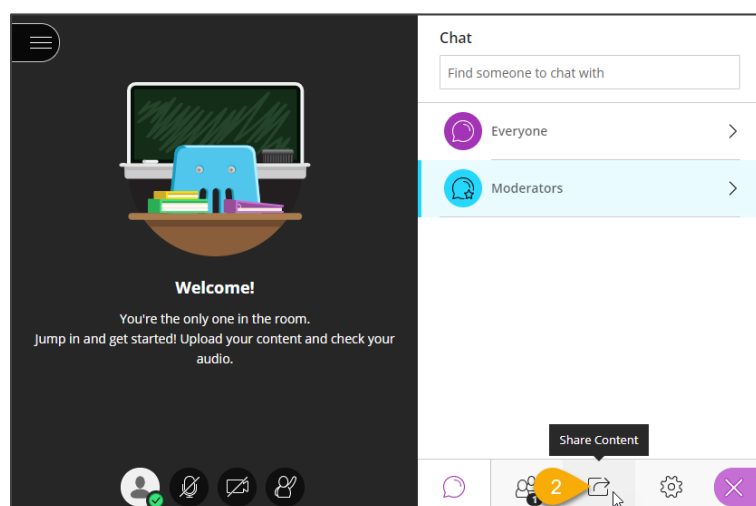 Chat
Find someone to chat with
Everyone
Moderators
Welcome!
You're the only one in the room.
Jump in and get started! Upload your content and check your
audio.
Share Content
1
2